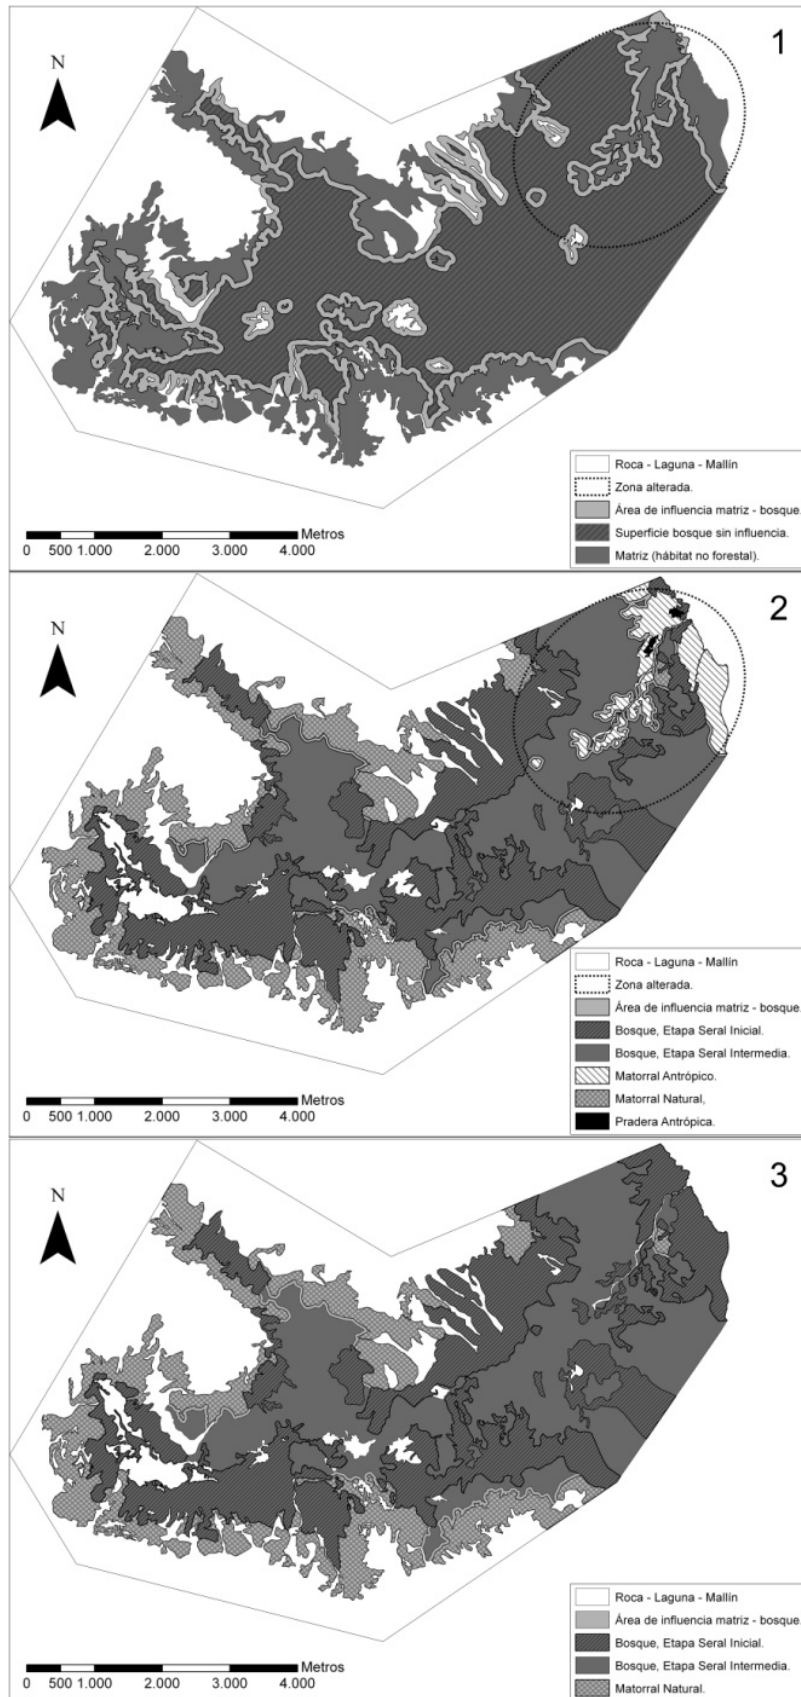 1
N
Roca - Laguna - Mallín
Zona alterada.
Área de influencia matriz - bosque.
Superficie bosque sin influencia.
Matriz (hábitat no forestal).
Metros
0 500 1.000 2.000 3.000 4.000
2
N
Roca - Laguna - Mallín
Zona alterada.
Área de influencia matriz - bosque.
Bosque, Etapa Seral Inicial.
Bosque, Etapa Seral Intermedia.
Matorral Antrópico.
Matorral Natural,
Pradera Antrópica.
Metros
0 500 1.000 2.000 3.000 4.000
3
N
Roca - Laguna - Mallín
Área de influencia matriz - bosque.
Bosque, Etapa Seral Inicial.
Bosque, Etapa Seral Intermedia.
Matorral Natural.
Metros
0 500 1.000 2.000 3.000 4.000